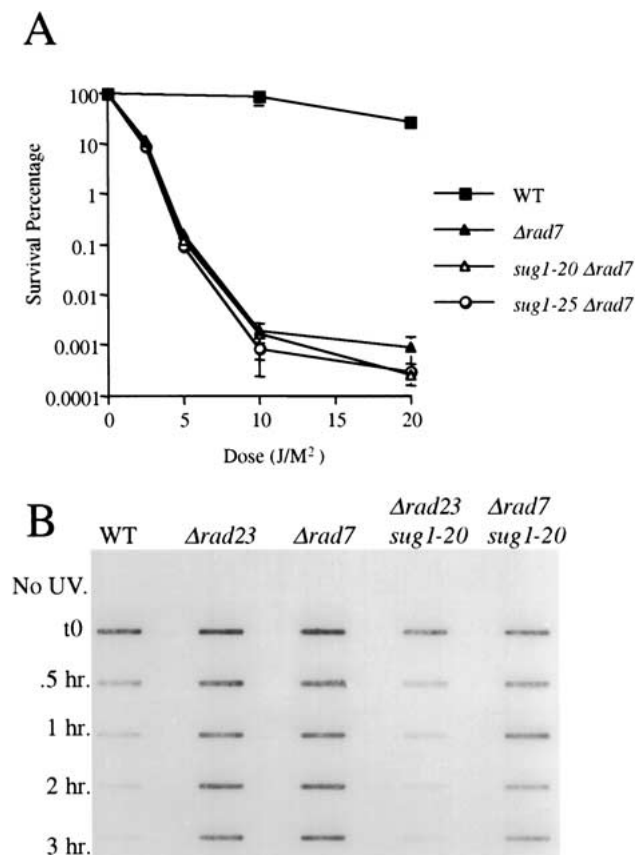 A
Survival Percentage
100
10
1
0.1
0.01
0.001
0.0001
0 5 10 15 20
Dose (J/M²)
WT
Δrad7
sug1-20 Δrad7
sug1-25 Δrad7
B
WT Δrad23 Δrad7 Δrad23 sug1-20 Δrad7 sug1-20
No UV.
t0
.5 hr.
1 hr.
2 hr.
3 hr.